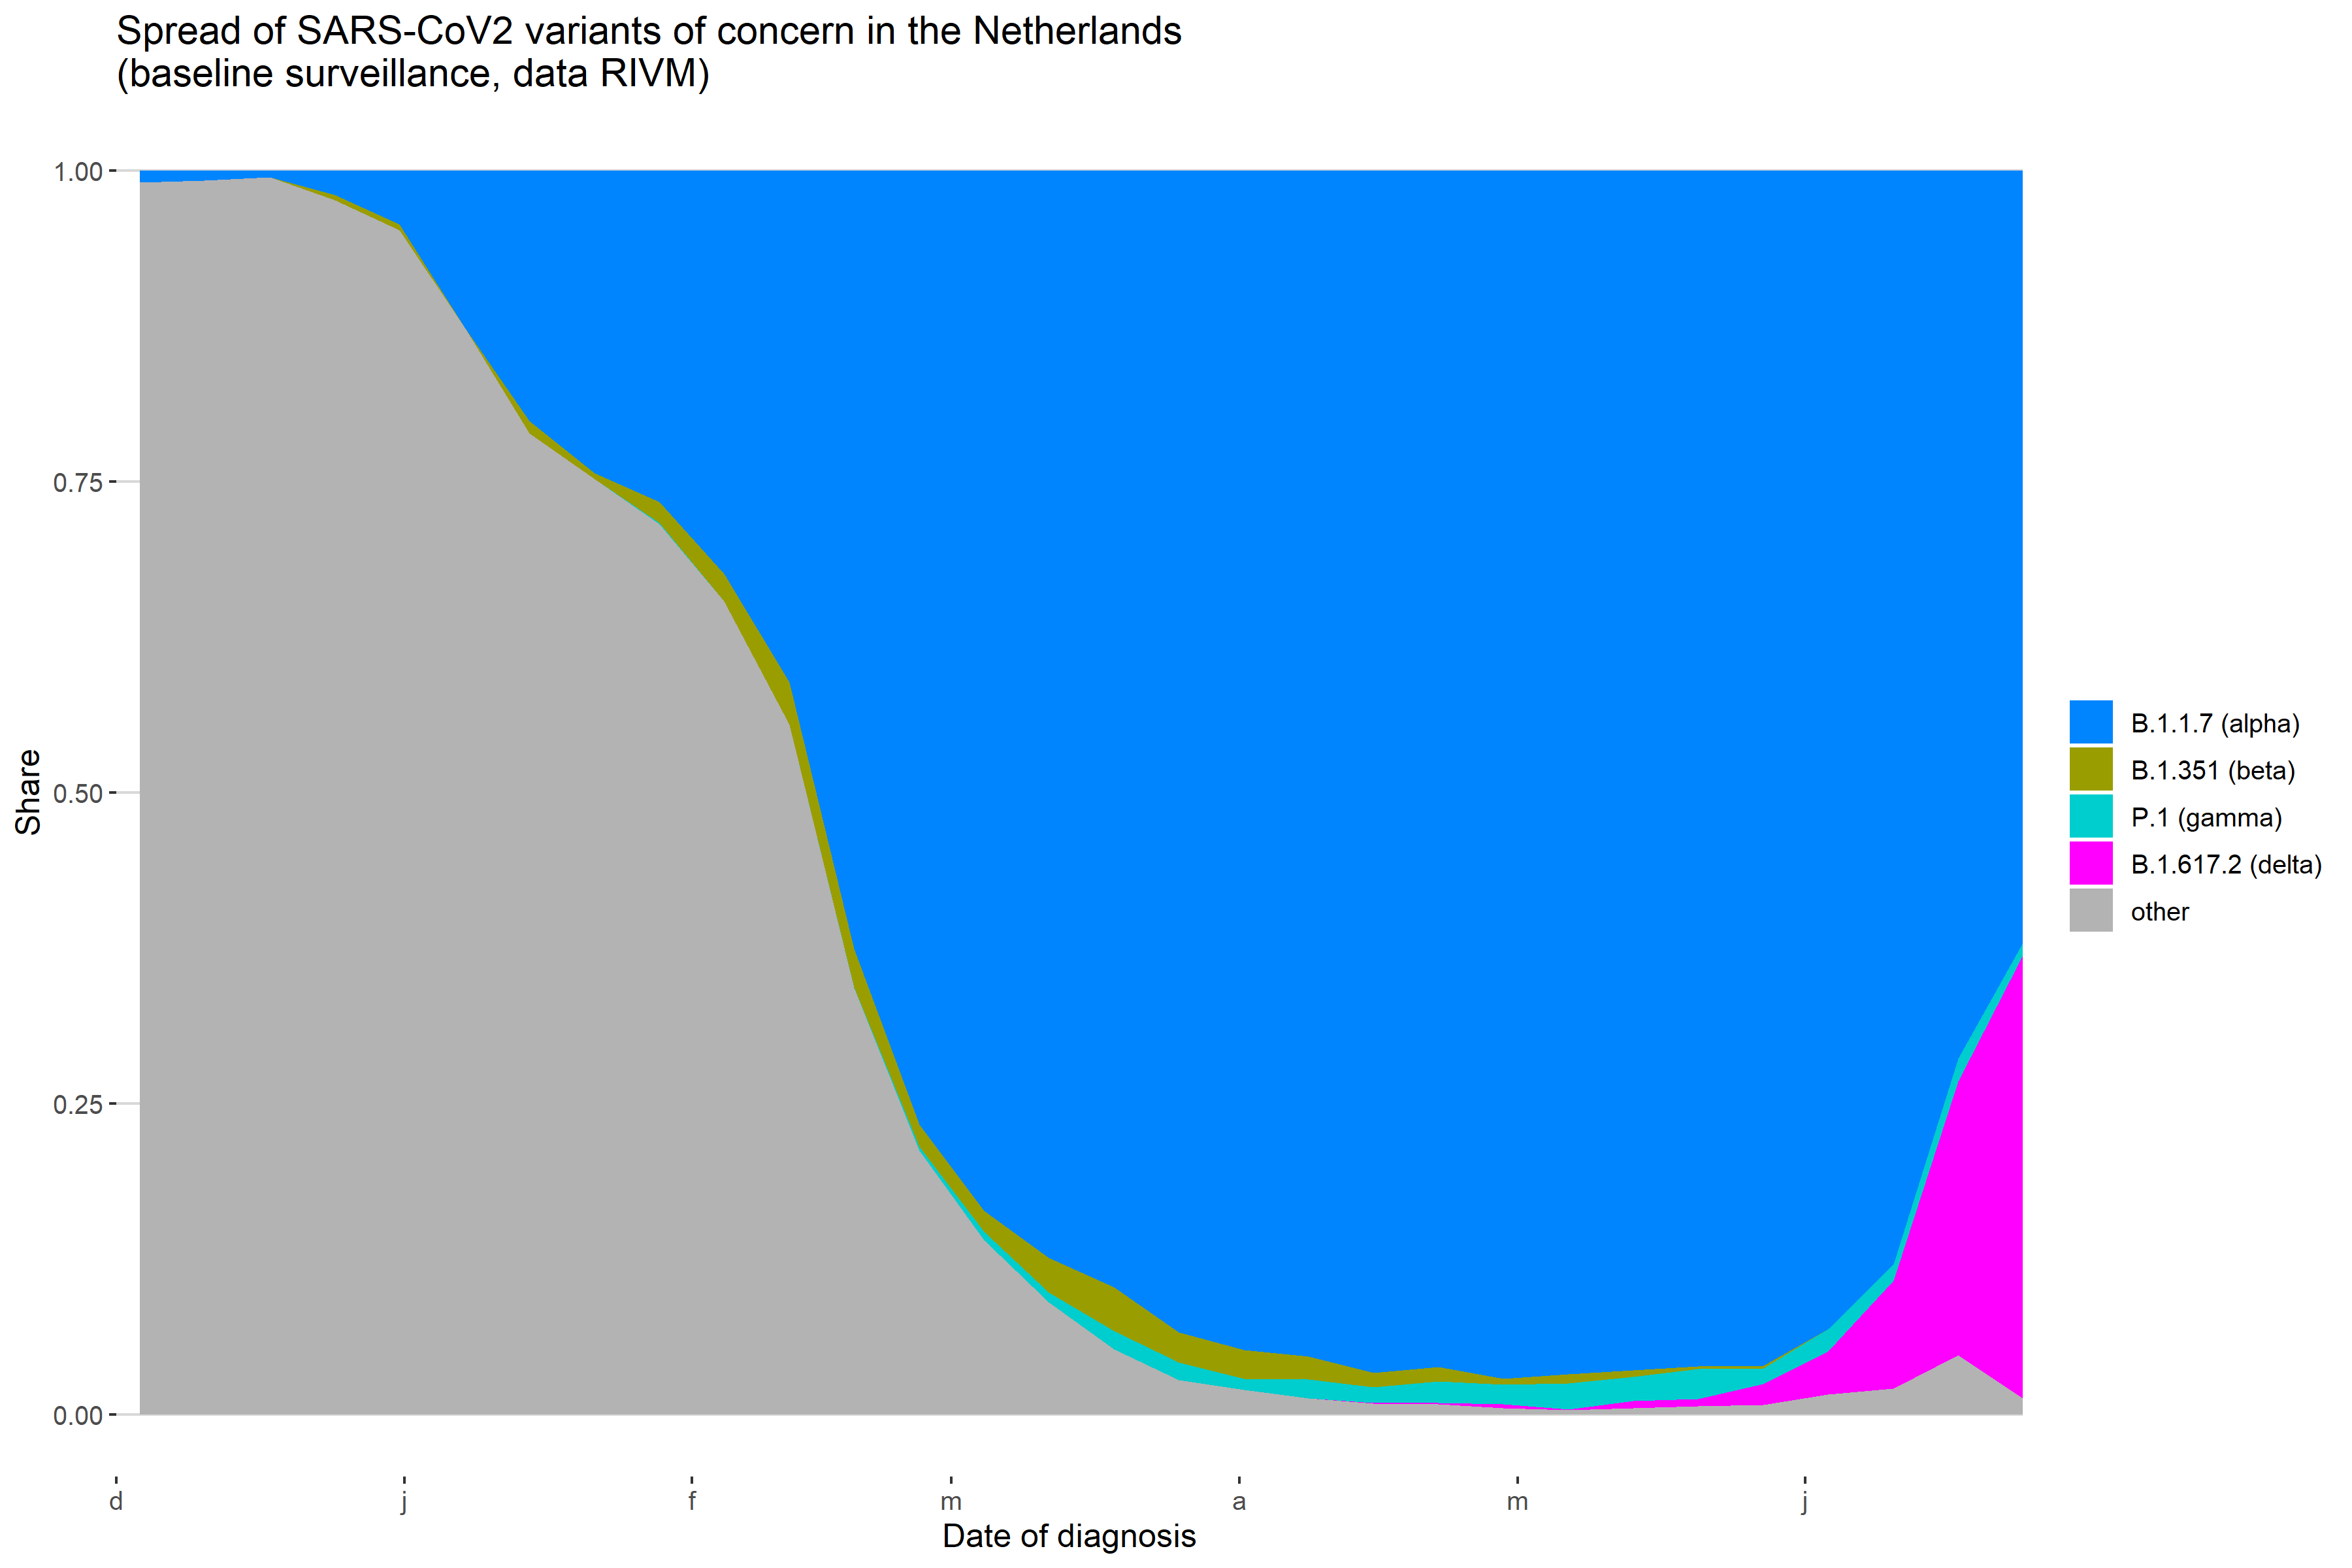 Spread of SARS-CoV2 variants of concern in the Netherlands
(baseline surveillance, data RIVM)
1.00
0.75
0.50
0.25
0.00
Share
d j f m a m j
Date of diagnosis
B.1.1.7 (alpha)
B.1.351 (beta)
P.1 (gamma)
B.1.617.2 (delta)
other